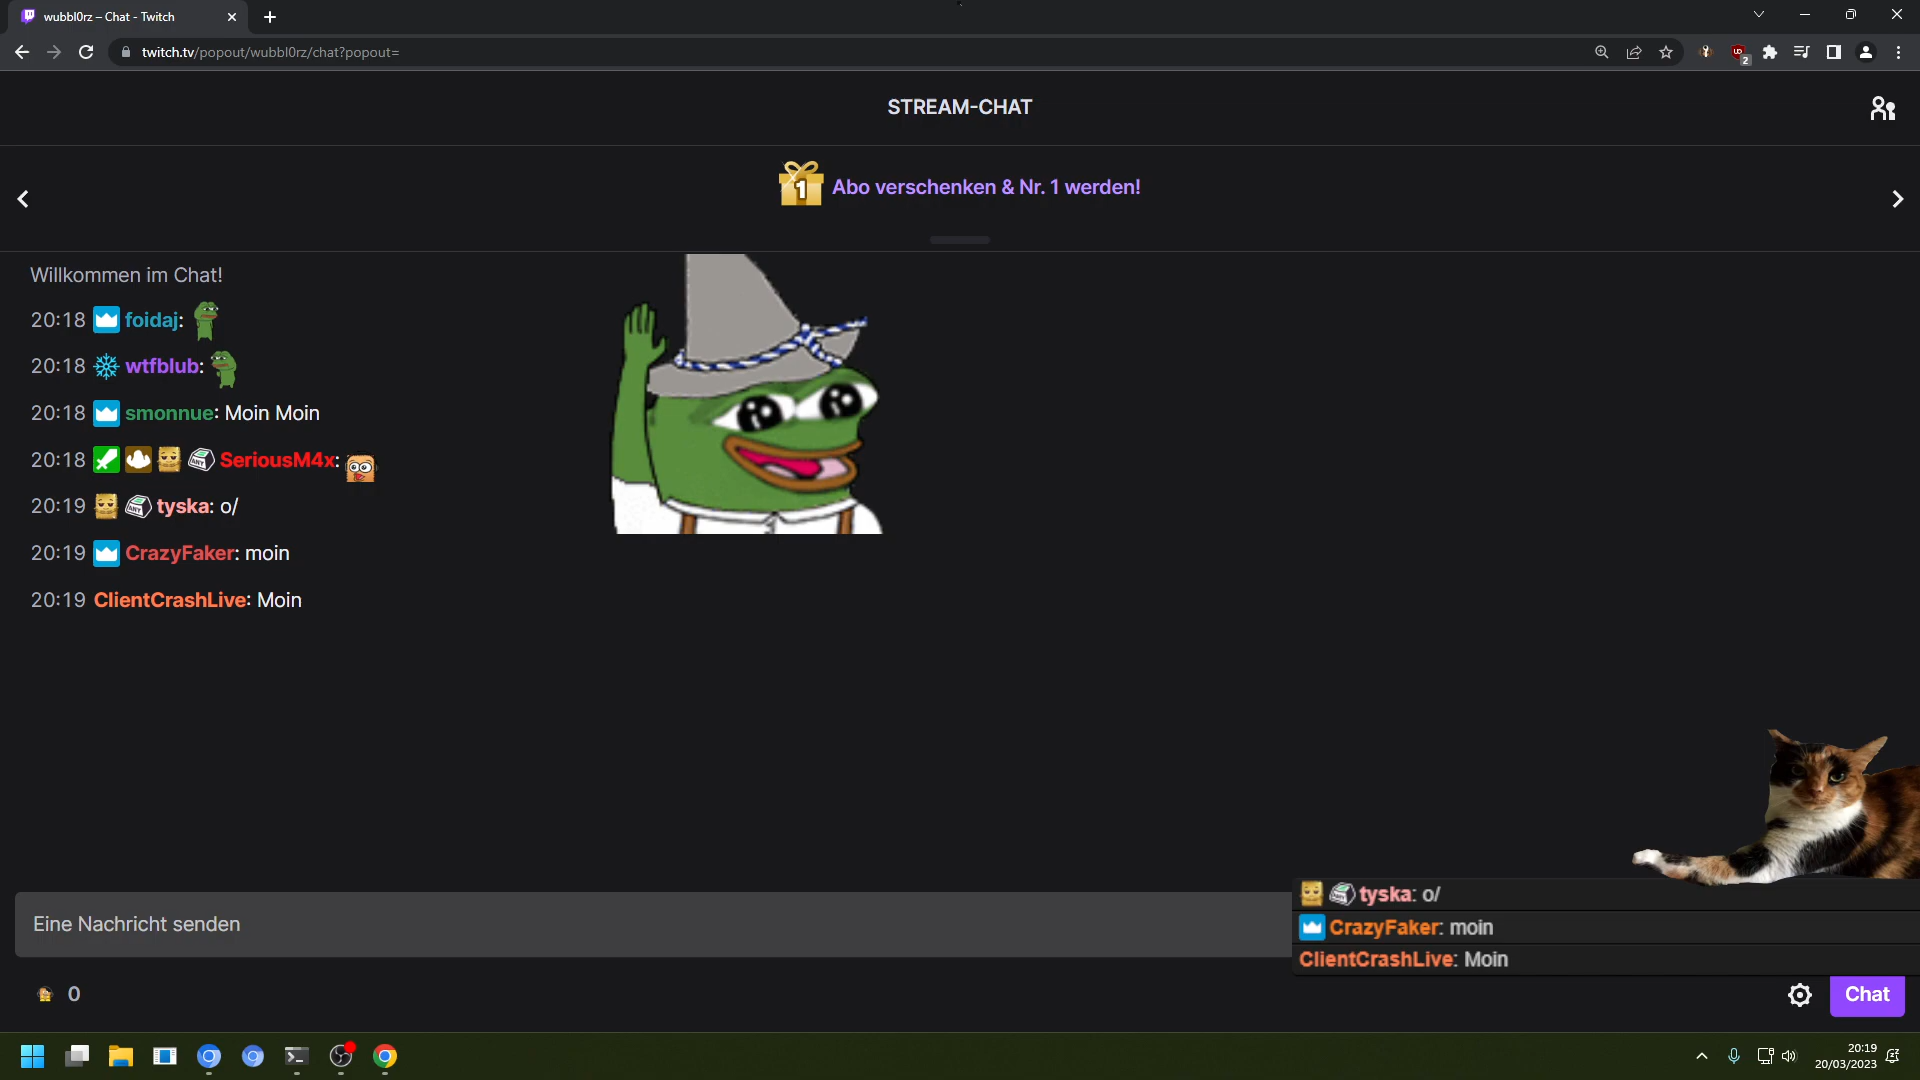 wubbl0rz – Chat - Twitch
twitch.tv/popout/wubbl0rz/chat?popout=
2
STREAM-CHAT
1
Abo verschenken & Nr. 1 werden!
Willkommen im Chat!
20:18 foidaj:
20:18 wtfblub:
20:18 smonnue: Moin Moin
20:18 SeriousM4x:
20:19 tyska: o/
20:19 CrazyFaker: moin
20:19 ClientCrashLive: Moin
Eine Nachricht senden
tyska: o/
CrazyFaker: moin
ClientCrashLive: Moin
0
Chat
20:19
20/03/2023